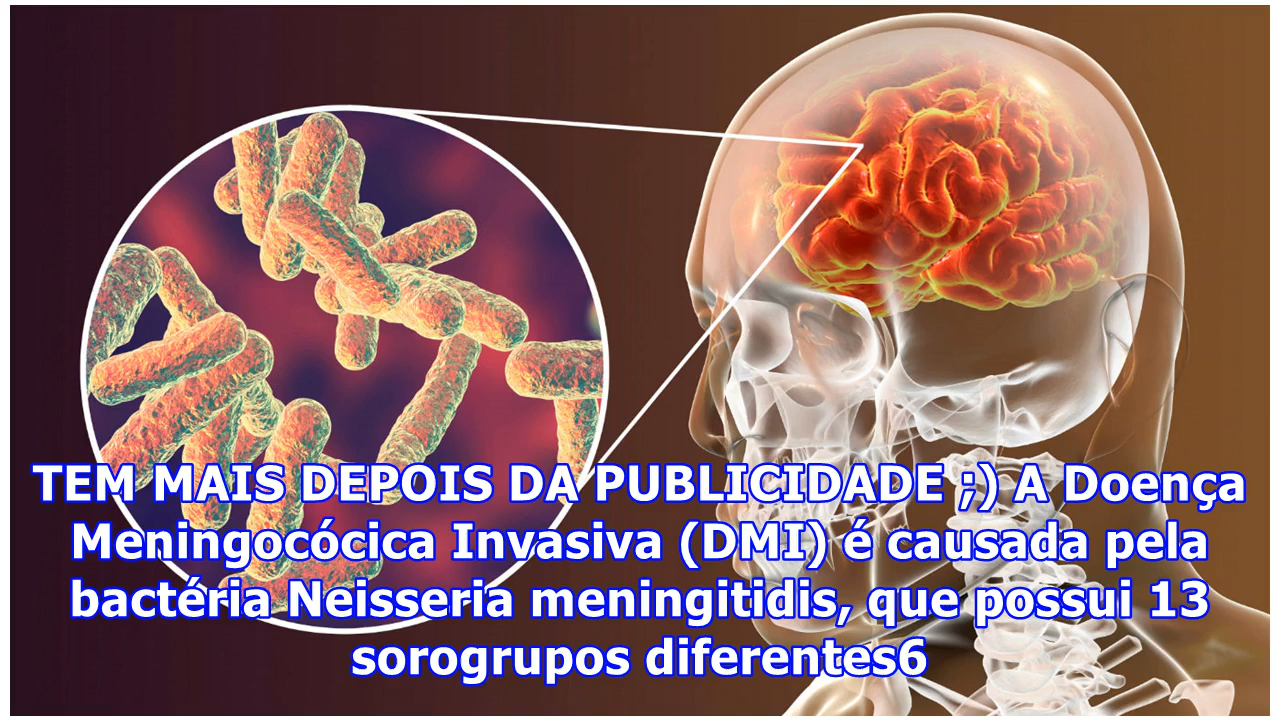 TEM MAIS DEPOIS DA PUBLICIDADE ;) A Doença
Meningocócica Invasiva (DMI) é causada pela
bactéria Neisseria meningitidis, que possui 13
sorogrupos diferentes6